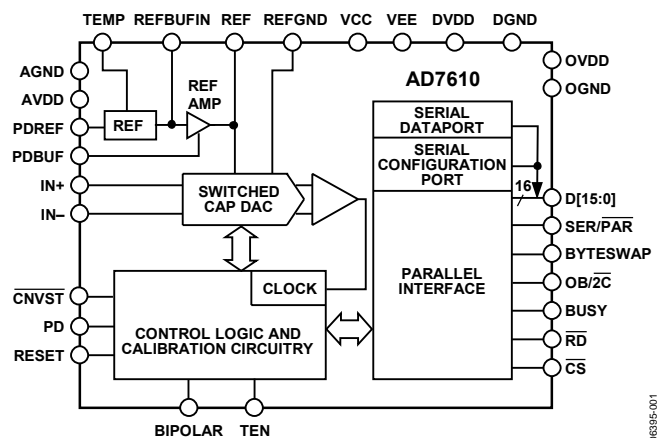 TEMP REFBUFIN REF REFGND VCC VEE DVDD DGND
AGND
AVDD
PDREF
PDBUF
IN+
IN–
CNVST
PD
RESET
REF
REF
AMP
SWITCHED
CAP DAC
CLOCK
CONTROL LOGIC AND
CALIBRATION CIRCUITRY
BIPOLAR TEN
AD7610
SERIAL
DATAPORT
SERIAL
CONFIGURATION
PORT
PARALLEL
INTERFACE
16
OVDD
OGND
D[15:0]
SER/PAR
BYTESWAP
OB/2C
BUSY
RD
CS